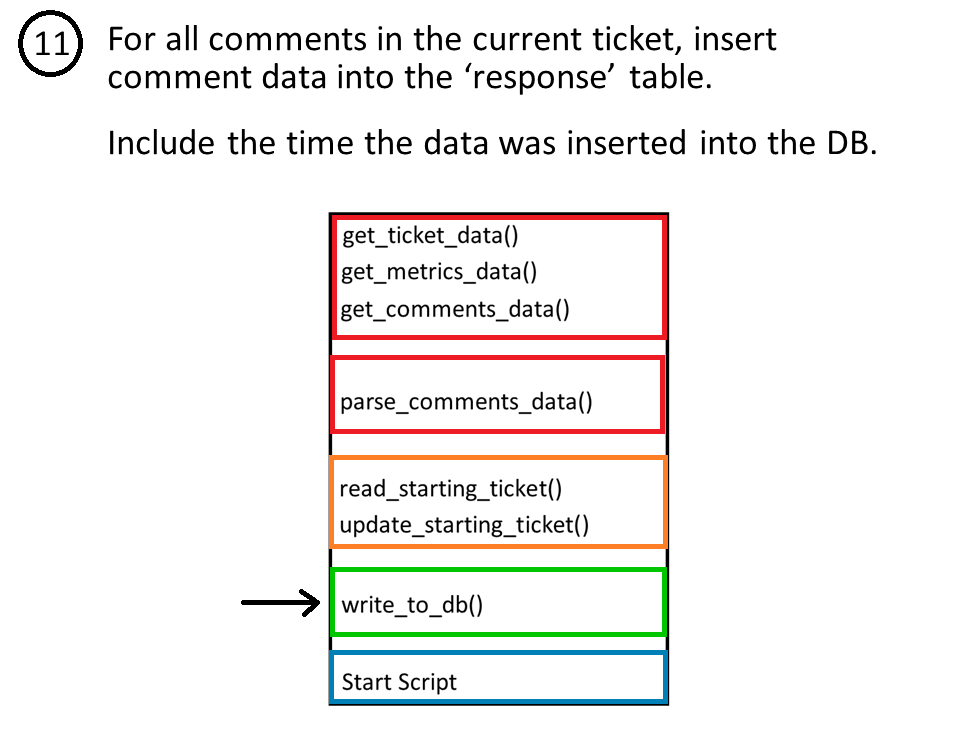 11
For all comments in the current ticket, insert
comment data into the ‘response’ table.
Include the time the data was inserted into the DB.
get_ticket_data()
get_metrics_data()
get_comments_data()
parse_comments_data()
read_starting_ticket()
update_starting_ticket()
write_to_db()
Start Script